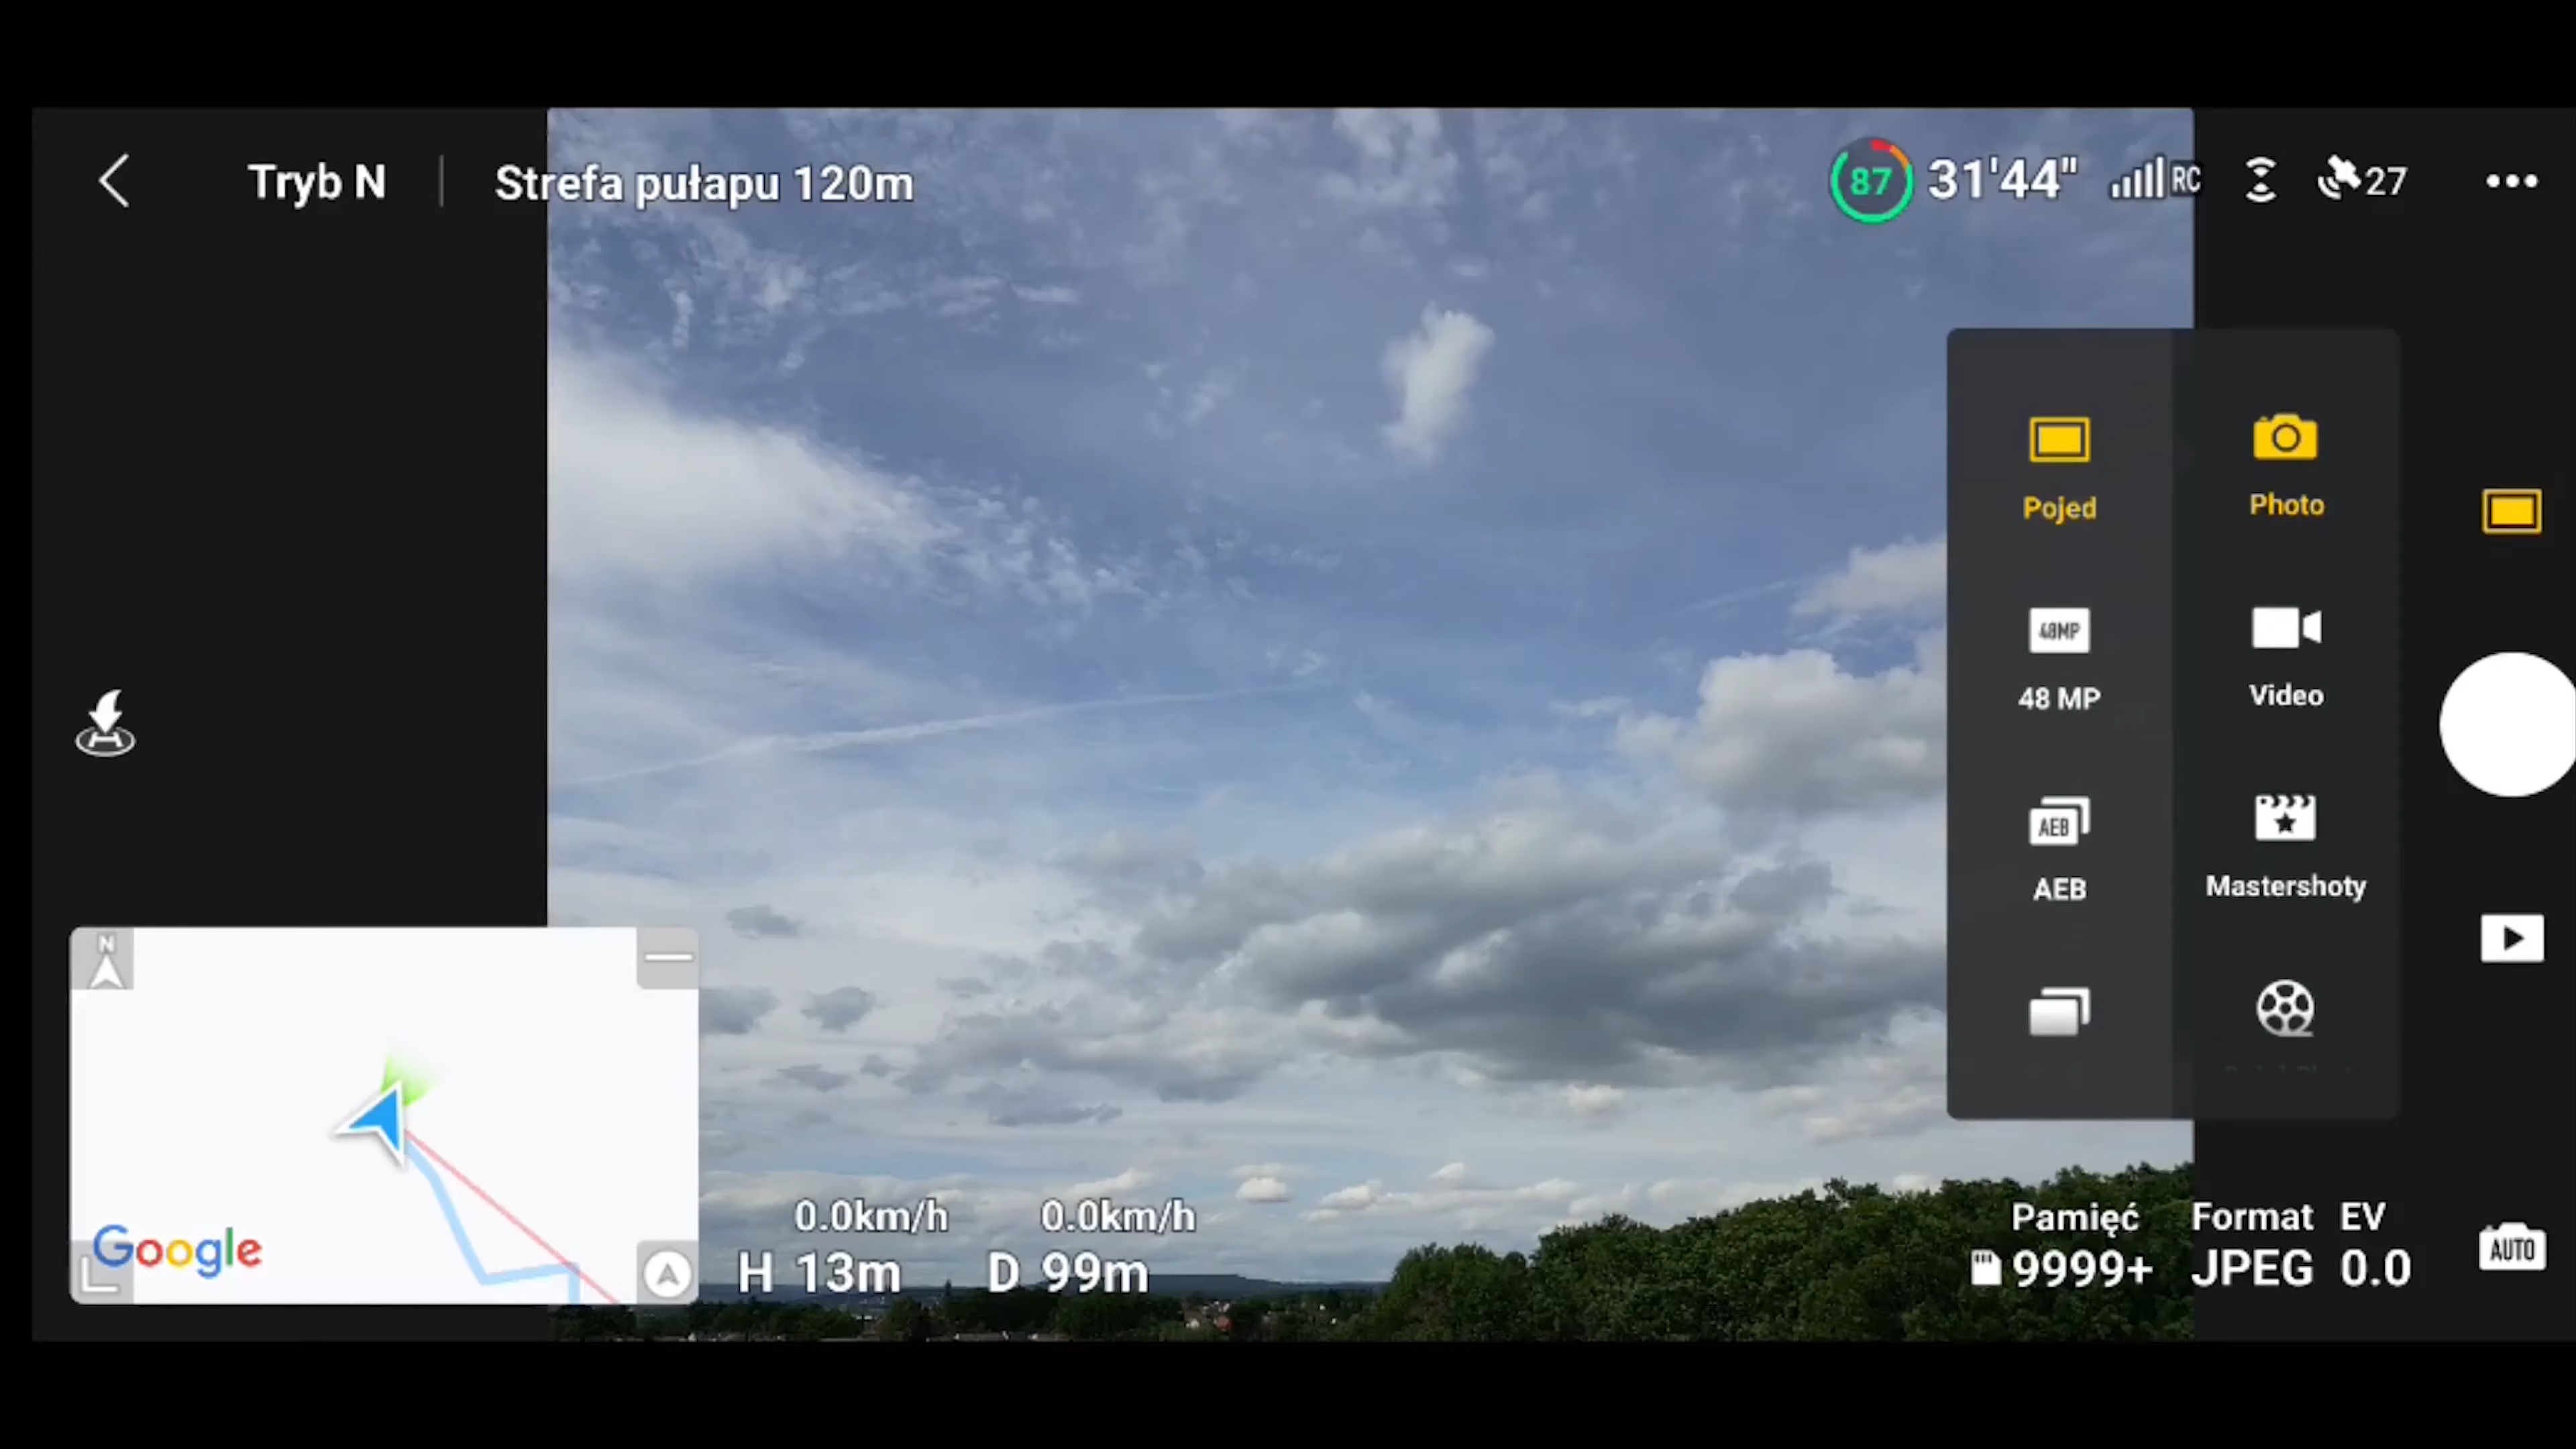 Tryb N
Strefa pułapu 120m
87
31'44"
RC
27
Pojed
Photo
48MP
48 MP
Video
AEB
AEB
Mastershoty
N
Google
0.0km/h 0.0km/h
H 13m D 99m
Pamięć Format EV
9999+ JPEG 0.0
AUTO